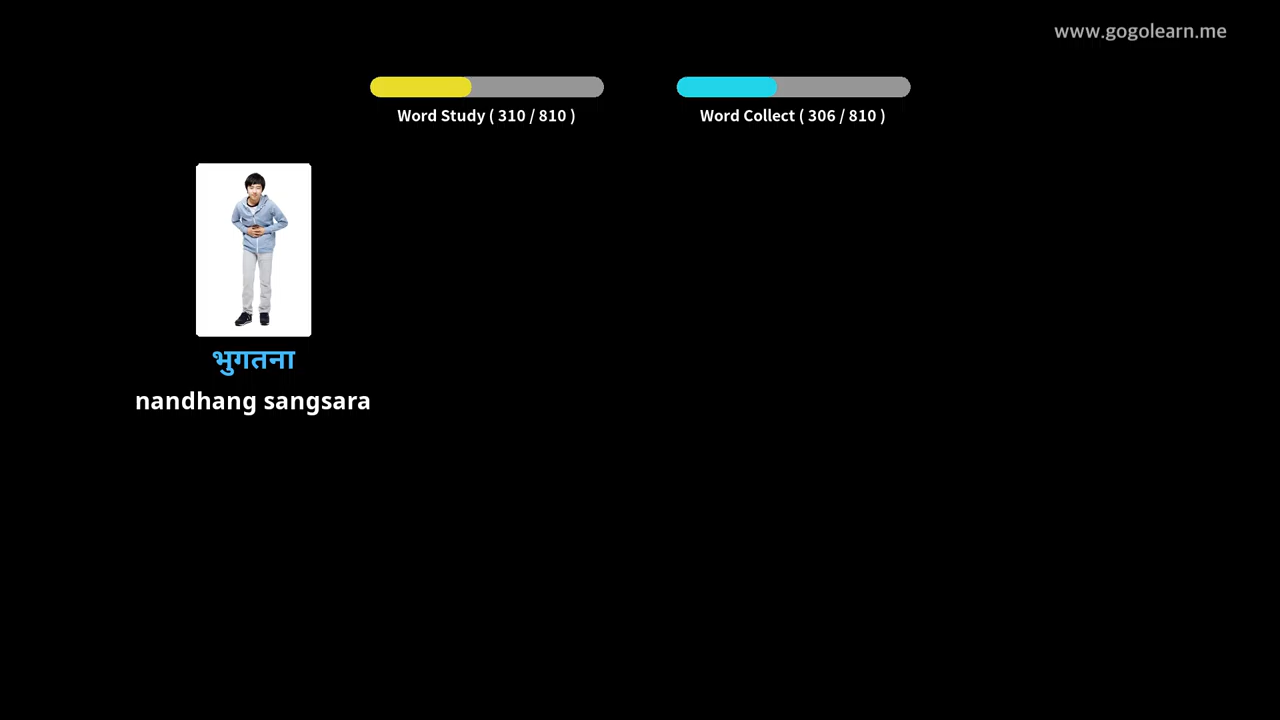 www.gogolearn.me
Word Study ( 310 / 810 )
Word Collect ( 306 / 810 )
भुगतना
nandhang sangsara